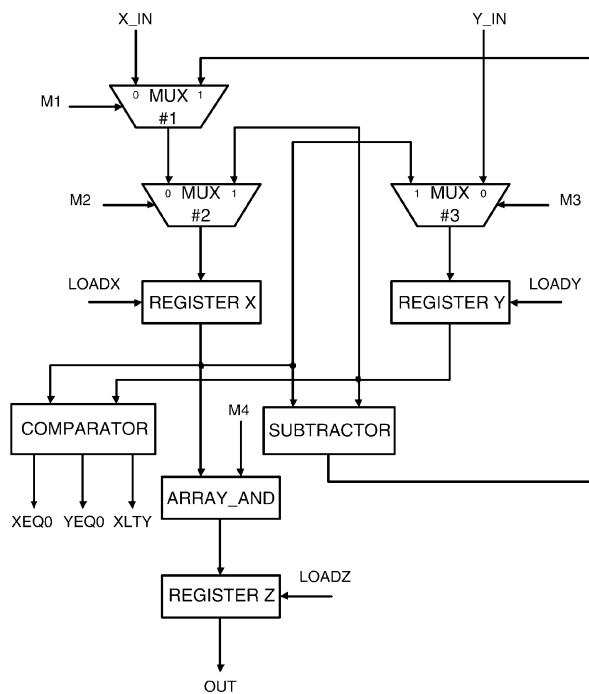 X_IN
Y_IN
0 MUX 1
#1
M1
0 MUX 1
#2
M2
1 MUX 0
#3
M3
LOADX
REGISTER X
REGISTER Y
LOADY
COMPARATOR
M4
SUBTRACTOR
XEQ0 YEQ0 XLTY
ARRAY_AND
REGISTER Z
LOADZ
OUT